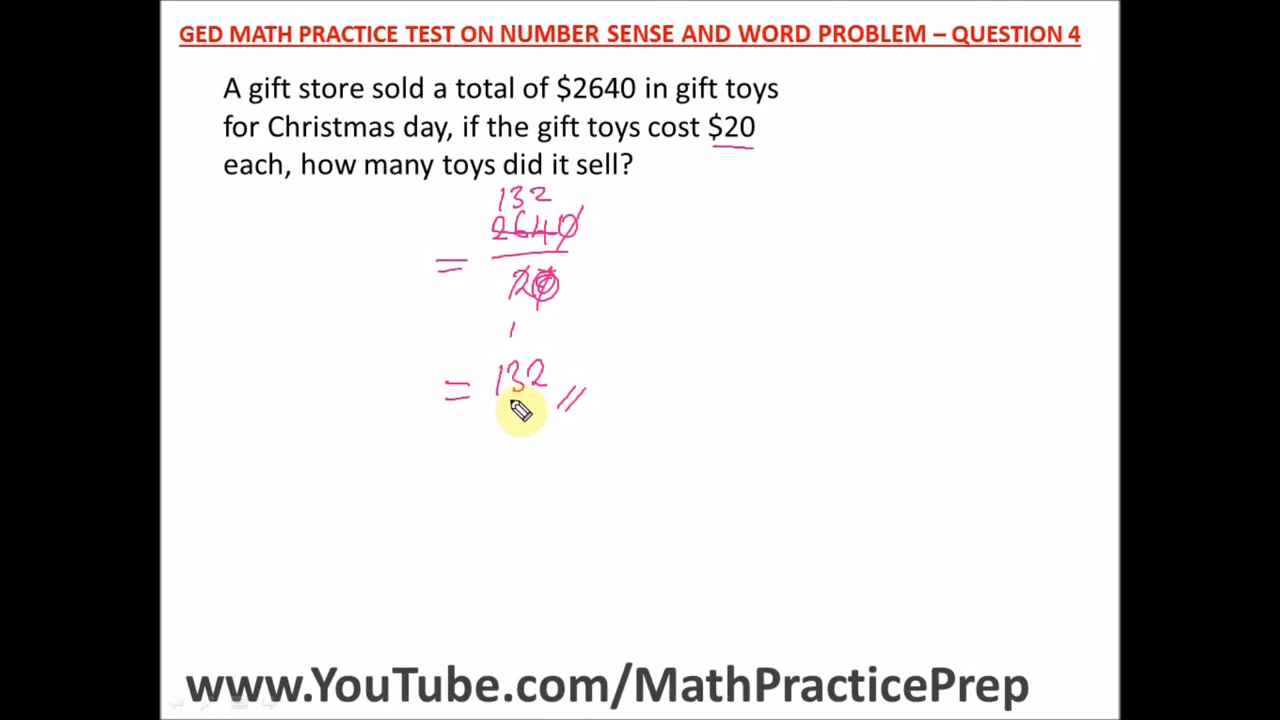 GED MATH PRACTICE TEST ON NUMBER SENSE AND WORD PROBLEM – QUESTION 4
A gift store sold a total of $2640 in gift toys
for Christmas day, if the gift toys cost $20
each, how many toys did it sell?
132
2640
=
20
1
= 132 //
www.YouTube.com/MathPracticePrep